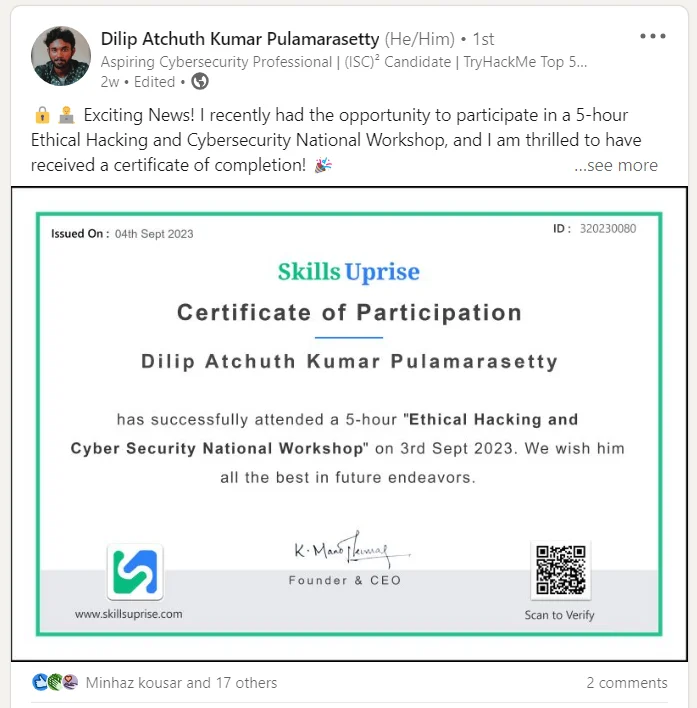 Dilip Atchuth Kumar Pulamarasetty (He/Him) • 1st
Aspiring Cybersecurity Professional | (ISC)² Candidate | TryHackMe Top 5...
2w • Edited •
Exciting News! I recently had the opportunity to participate in a 5-hour
Ethical Hacking and Cybersecurity National Workshop, and I am thrilled to have
received a certificate of completion! 🎉 ...see more
Issued On : 04th Sept 2023
ID : 320230080
Skills Uprise
Certificate of Participation
Dilip Atchuth Kumar Pulamarasetty
has successfully attended a 5-hour "Ethical Hacking and
Cyber Security National Workshop" on 3rd Sept 2023. We wish him
all the best in future endeavors.
Founder & CEO
www.skillsuprise.com
Scan to Verify
Minhaz kousar and 17 others
2 comments